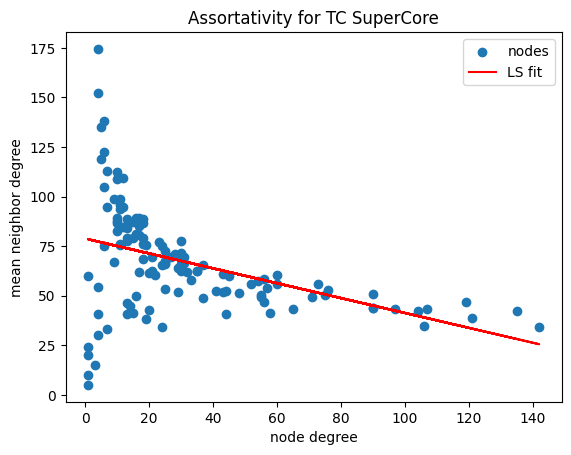 Assortativity for TC SuperCore
nodes
LS fit
mean neighbor degree
175
150
125
100
75
50
25
0
0 20 40 60 80 100 120 140
node degree